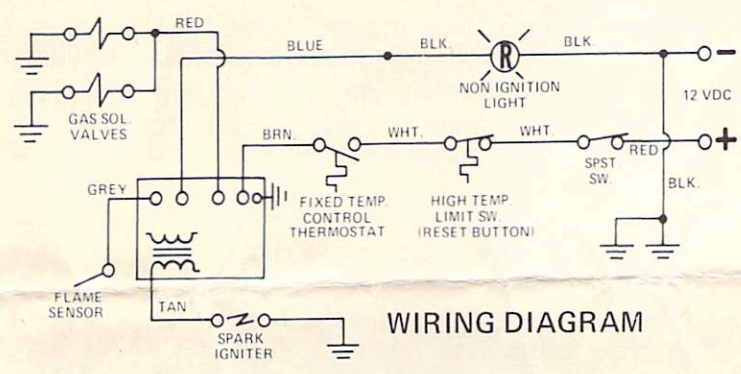 RED
BLUE
BLK.
R
BLK.
−
NON IGNITION
LIGHT
12 VDC
GAS SOL.
VALVES
BRN.
WHT.
WHT.
RED
+
SPST.
SW.
GREY
FIXED TEMP.
CONTROL
THERMOSTAT
HIGH TEMP.
LIMIT SW.
(RESET BUTTON)
BLK.
FLAME
SENSOR
TAN
SPARK
IGNITER
WIRING DIAGRAM